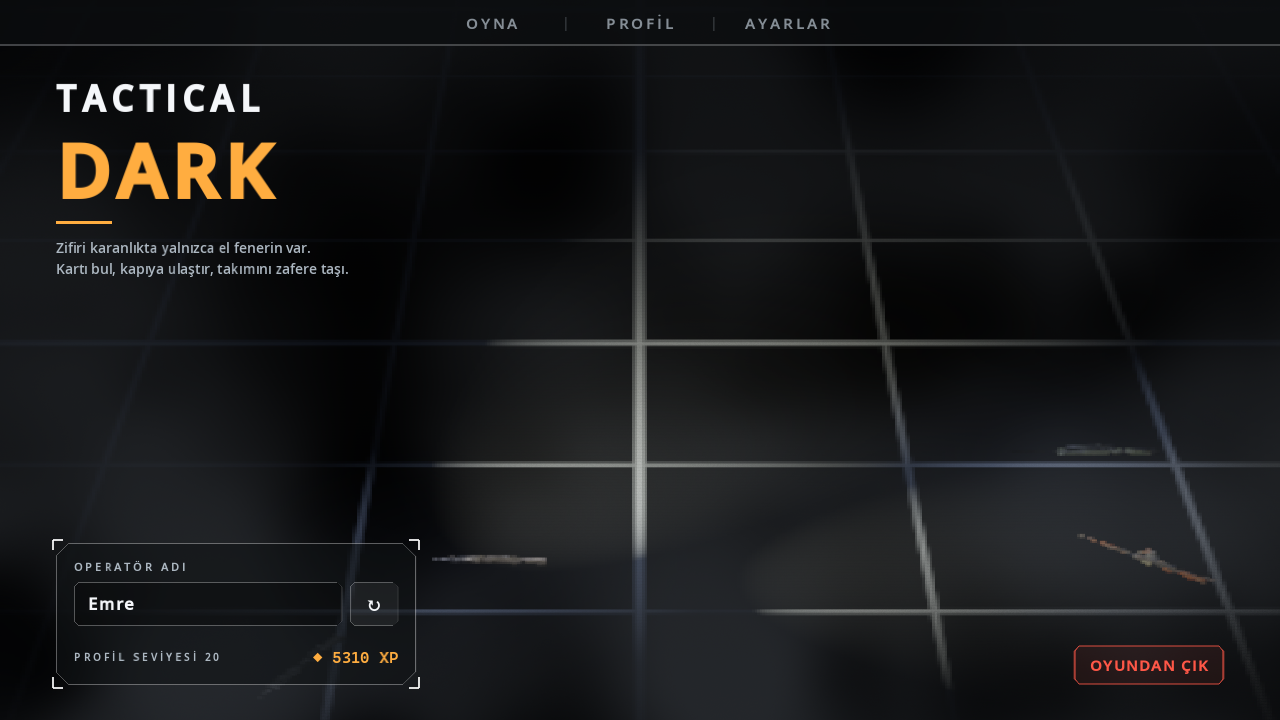 OYNA | PROFİL | AYARLAR
TACTICAL
DARK
Zifiri karanlıkta yalnızca el fenerin var.
Kartı bul, kapıya ulaştır, takımını zafere taşı.
OPERATÖR ADI
Emre ↻
PROFİL SEVİYESİ 20 ◆ 5310 XP
OYUNDAN ÇIK